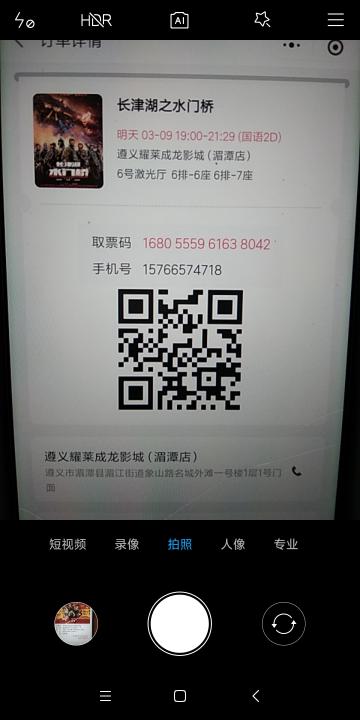 HDR
AI
订单详情
长津湖之水门桥
明天 03-09 19:00-21:29 (国语2D)
遵义耀莱成龙影城（湄潭店）
6号激光厅 6排-6座 6排-7座
水门桥
取票码 1680 5559 6163 8042
手机号 15766574718
遵义耀莱成龙影城（湄潭店）
遵义市湄潭县湄江街道象山路名城外滩一号楼1层1号门
面
短视频 录像 拍照 人像 专业